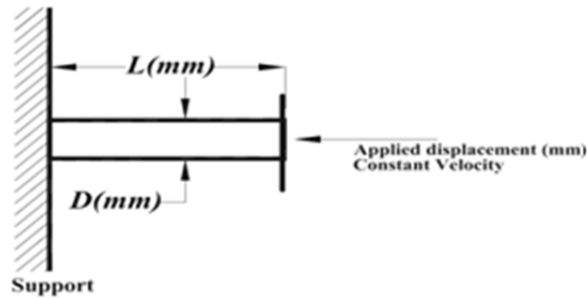 L(mm)
Applied displacement (mm)
Constant Velocity
D(mm)
Support